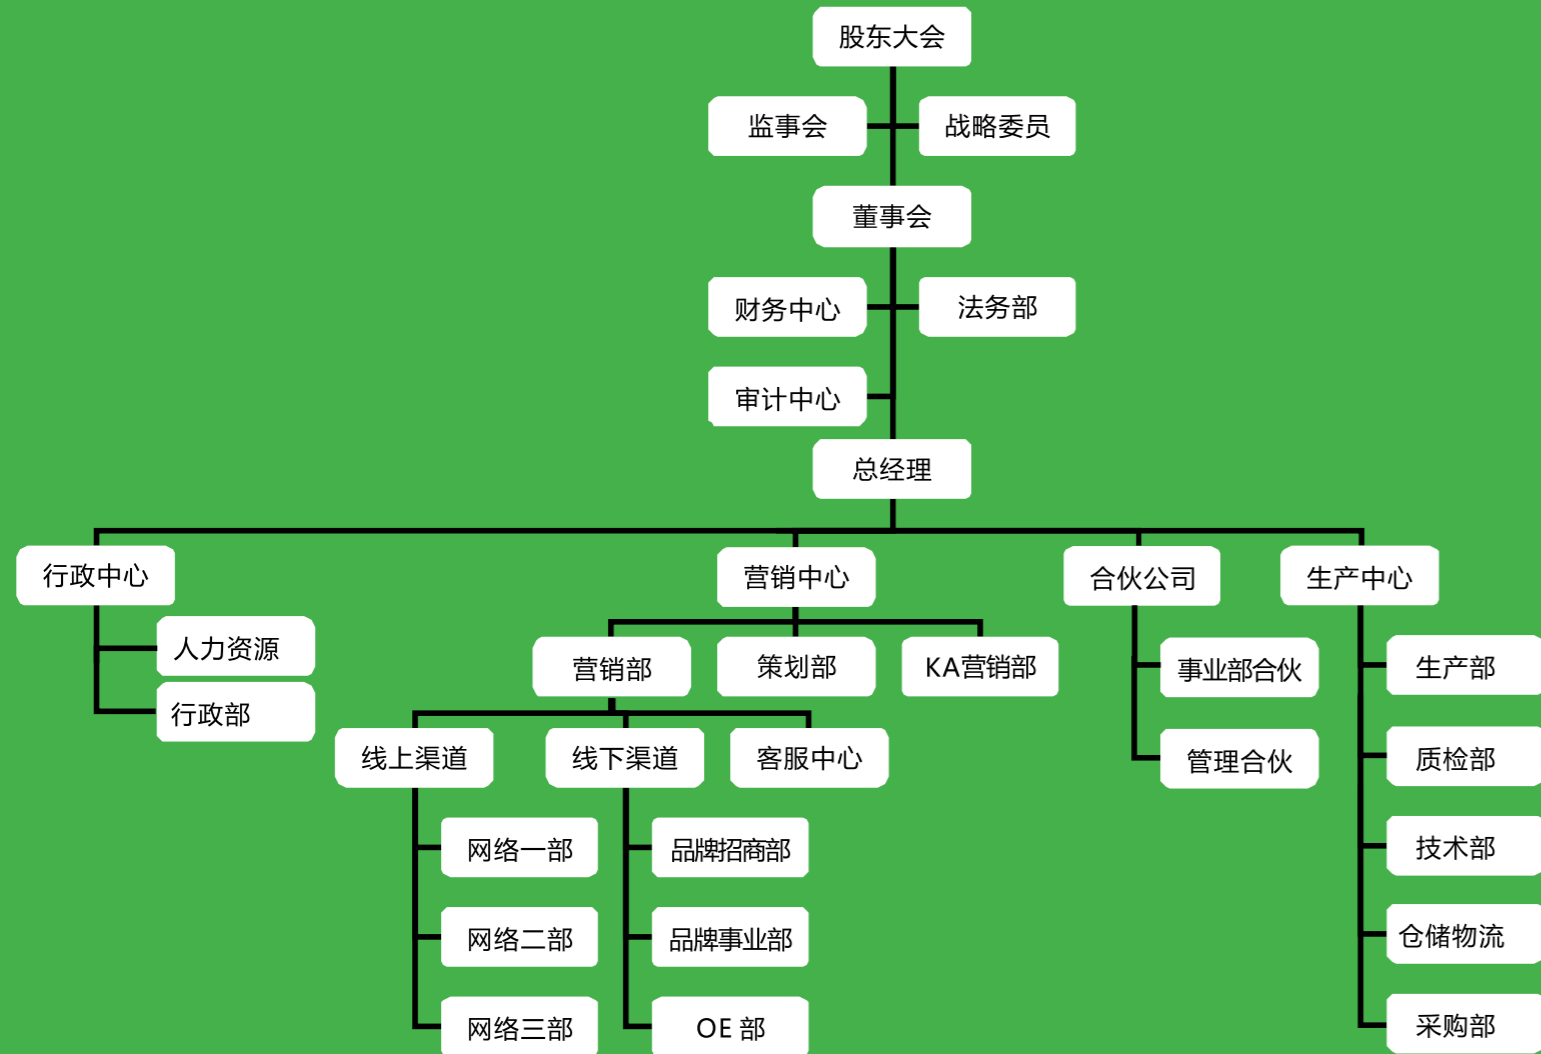 股东大会
监事会
战略委员
董事会
财务中心
法务部
审计中心
总经理
行政中心
营销中心
合伙公司
生产中心
人力资源
行政部
营销部
策划部
KA营销部
事业部合伙
生产部
线上渠道
线下渠道
客服中心
管理合伙
质检部
网络一部
品牌招商部
技术部
网络二部
品牌事业部
仓储物流
网络三部
OE 部
采购部